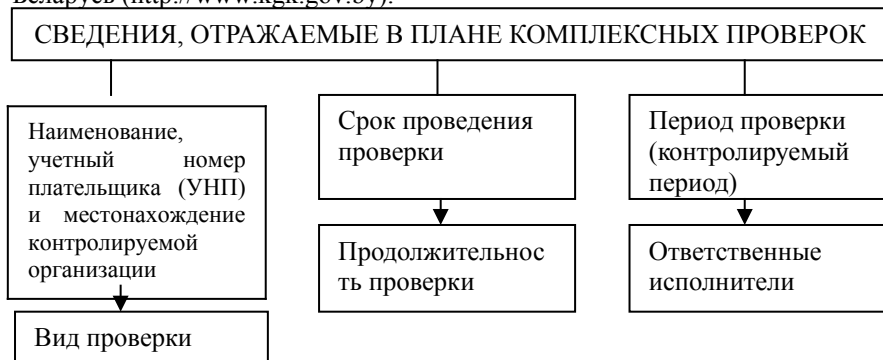 Беларусь (http://www.kgk.gov.by).
СВЕДЕНИЯ, ОТРАЖАЕМЫЕ В ПЛАНЕ КОМПЛЕКСНЫХ ПРОВЕРОК
Наименование,
учетный номер
плательщика (УНП)
и местонахождение
контролируемой
организации
Вид проверки
Срок проведения
проверки
Продолжительнос
ть проверки
Период проверки
(контролируемый
период)
Ответственные
исполнители